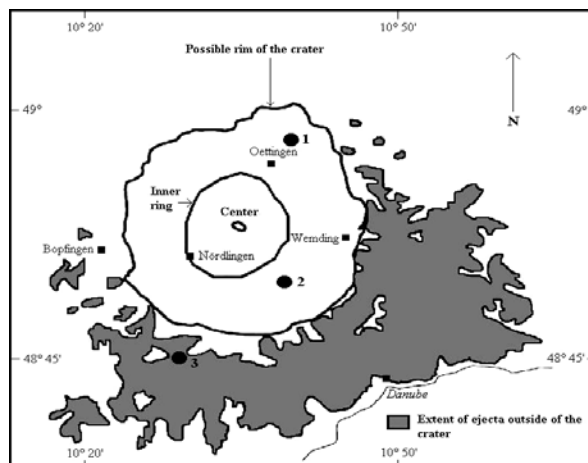 10° 20'
10° 50'
Possible rim of the crater
49°
49°
N
1
Oettingen
Inner
ring
Center
Bopfingen
Nördlingen
Wemding
2
48° 45'
3
48° 45'
Danube
Extent of ejecta outside of the
crater
10° 20'
10° 50'